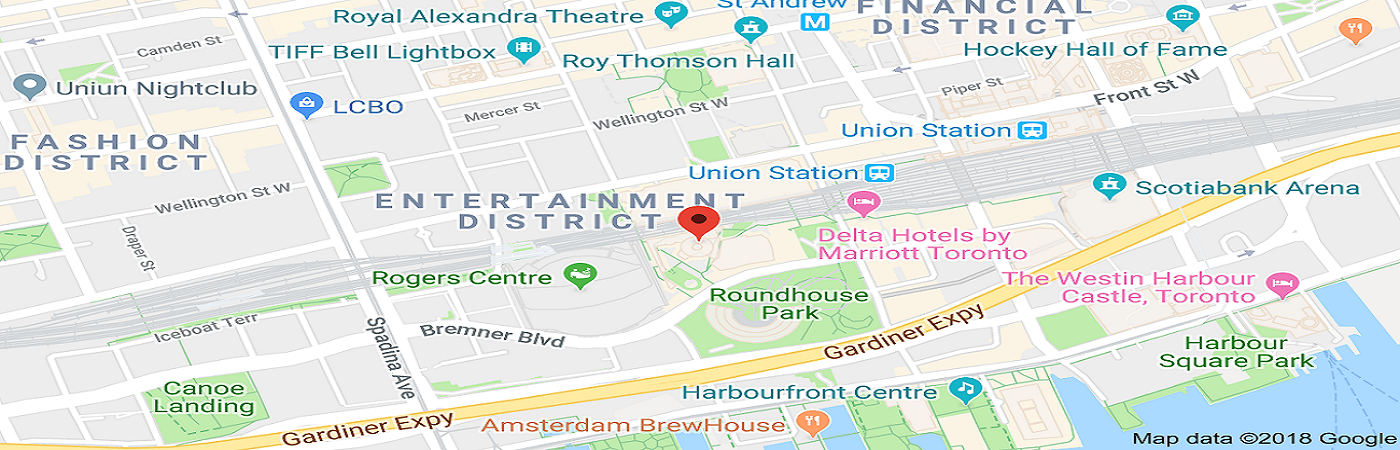 St Andrew
FINANCIAL
DISTRICT
Royal Alexandra Theatre
Camden St
TIFF Bell Lightbox
Roy Thomson Hall
Hockey Hall of Fame
Uniun Nightclub
LCBO
Mercer St
Wellington St W
Piper St
Front St W
Union Station
FASHION
DISTRICT
Union Station
Wellington St W
ENTERTAINMENT
DISTRICT
Scotiabank Arena
Draper St
Delta Hotels by
Marriott Toronto
Rogers Centre
The Westin Harbour
Castle, Toronto
Roundhouse
Park
Iceboat Terr
Bremner Blvd
Spadina Ave
Gardiner Expy
Harbour
Square Park
Canoe
Landing
Harbourfront Centre
Gardiner Expy
Amsterdam BrewHouse
Map data ©2018 Google